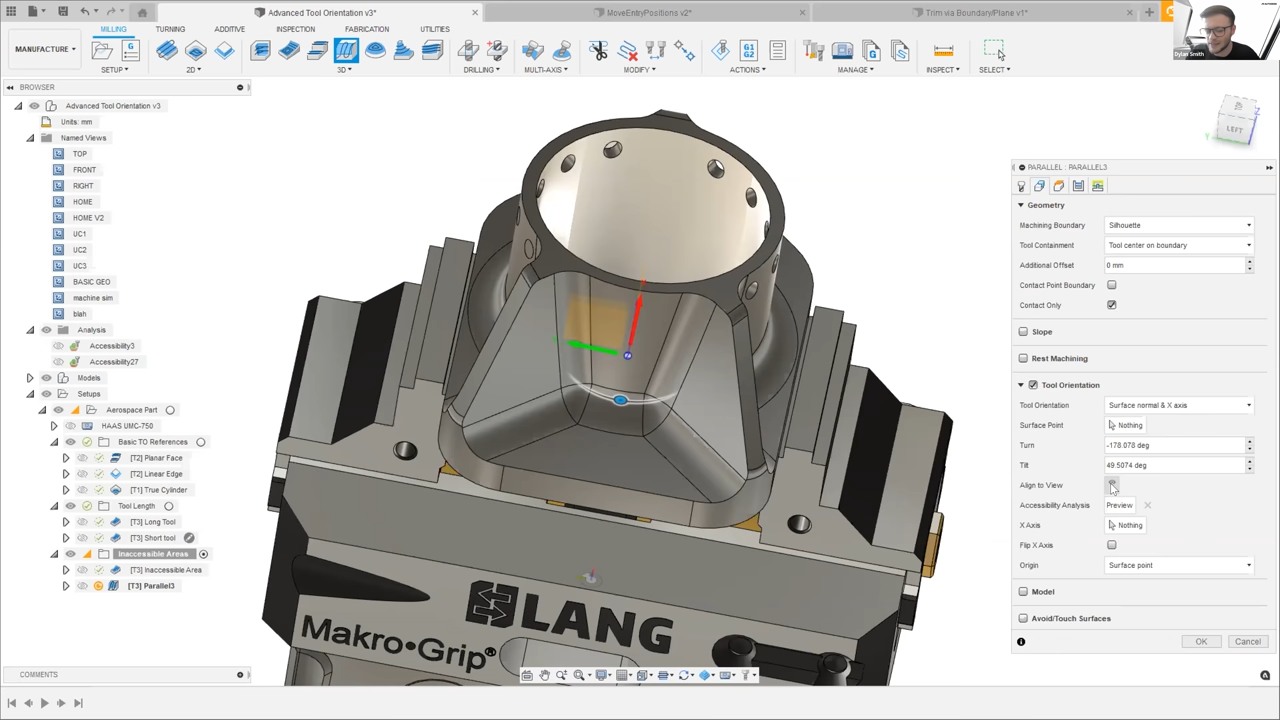 Advanced Tool Orientation v3*
MoveEntryPositions v2*
Trim via Boundary/Plane v1*
Dylan Smith
MILLING
TURNING
ADDITIVE
INSPECTION
FABRICATION
UTILITIES
MANUFACTURE
G1
G2
SETUP
2D
3D
DRILLING
MULTI-AXIS
MODIFY
ACTIONS
MANAGE
INSPECT
SELECT
BROWSER
Advanced Tool Orientation v3
Units: mm
Named Views
TOP
FRONT
RIGHT
HOME
HOME V2
UC1
UC2
UC3
BASIC GEO
machine sim
blah
Analysis
Accessibility3
Accessibility27
Models
Setups
Aerospace Part
HAAS UMC-750
Basic TO References
[T2] Planar Face
[T2] Linear Edge
[T1] True Cylinder
Tool Length
[T3] Long Tool
[T3] Short tool
Inaccessible Areas
[T3] Inaccessible Area
[T3] Parallel3
LEFT
LANG
Makro•Grip®
PARALLEL : PARALLEL3
Geometry
Machining Boundary Silhouette
Tool Containment Tool center on boundary
Additional Offset 0 mm
Contact Point Boundary
Contact Only
Slope
Rest Machining
Tool Orientation
Tool Orientation Surface normal & X axis
Surface Point Nothing
Turn -178.078 deg
Tilt 49.5074 deg
Align to View
Accessibility Analysis Preview
X Axis Nothing
Flip X Axis
Origin Surface point
Model
Avoid/Touch Surfaces
OK Cancel
COMMENTS